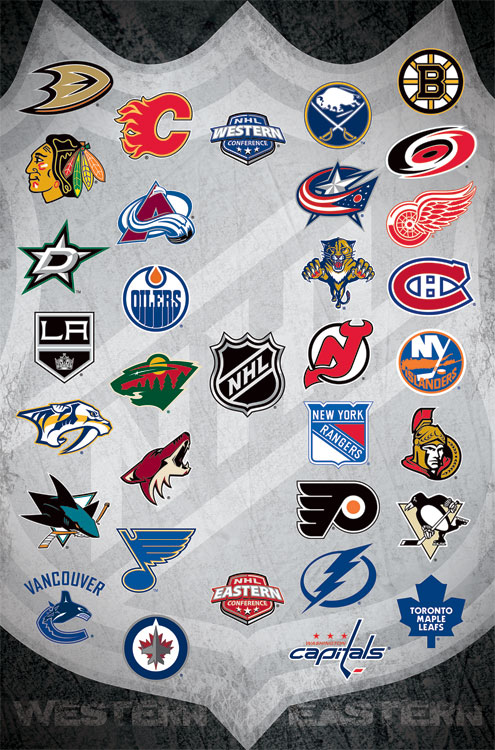 C
B
NHL
WESTERN
CONFERENCE
D
OILERS
C
H
LA
NHL
NJ
NY
ISLANDERS
NEW YORK
RANGERS
VANCOUVER
NHL
EASTERN
CONFERENCE
TORONTO
MAPLE
LEAFS
capitals
WESTERN
EASTERN